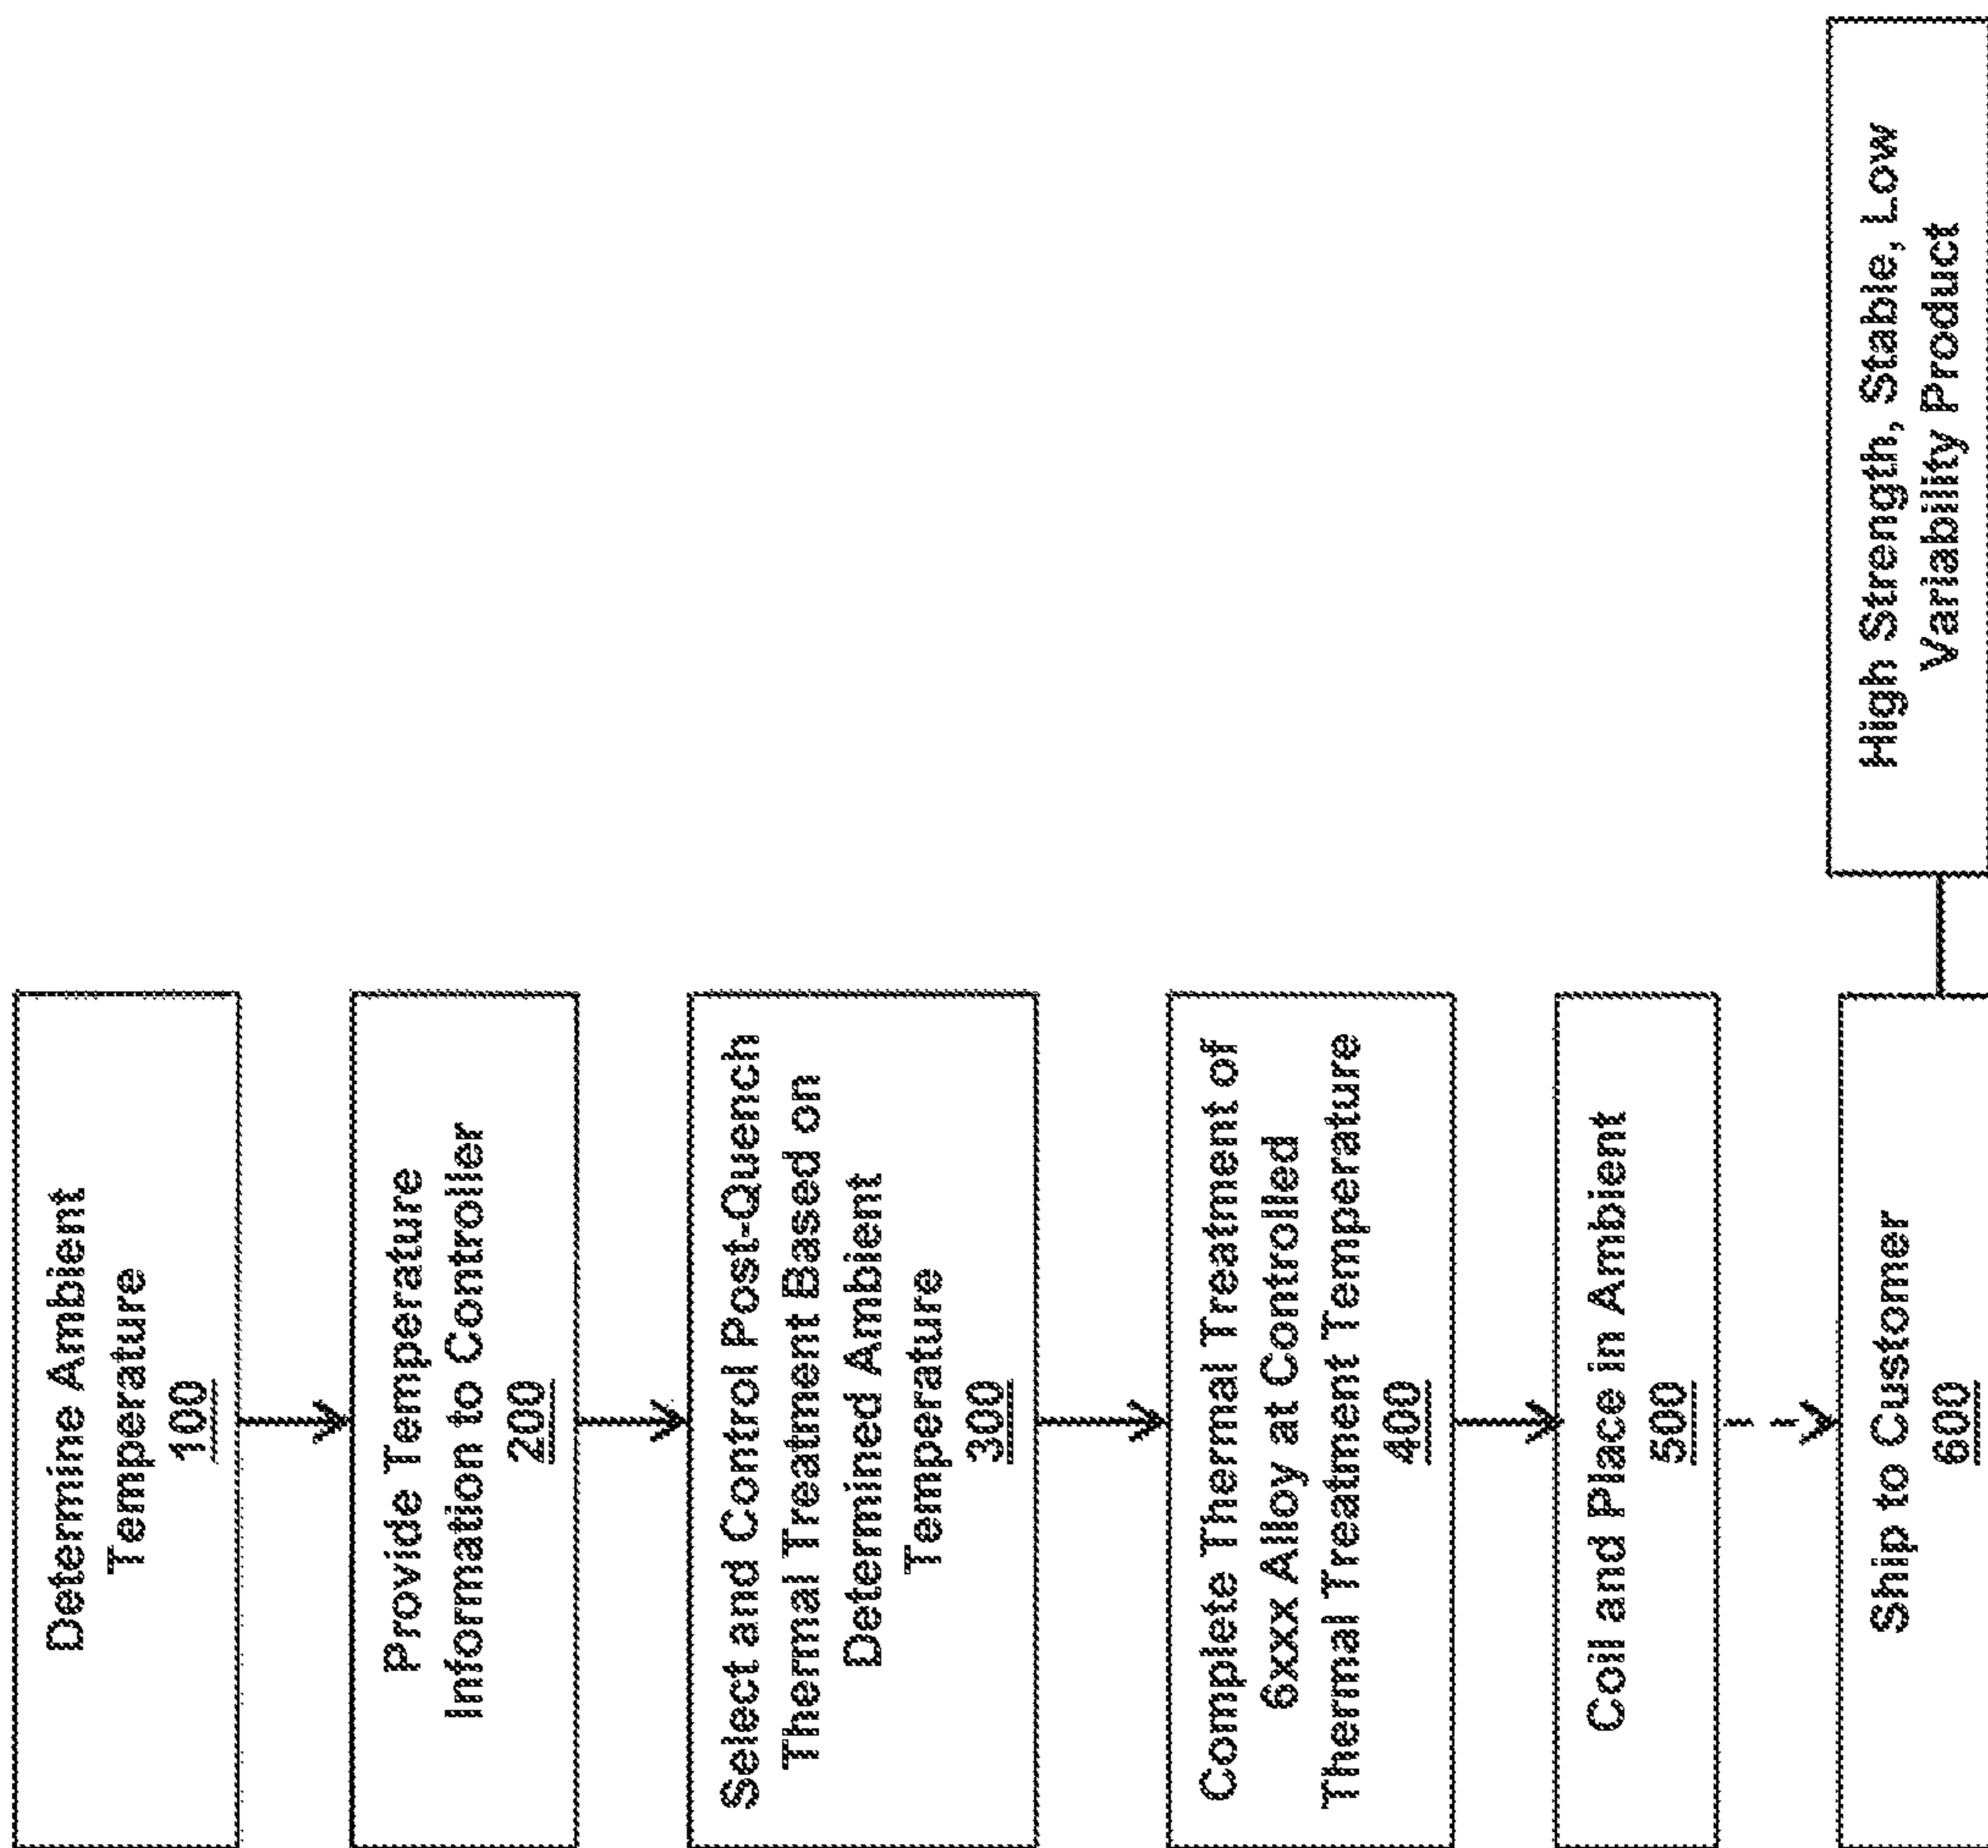 Determine Ambient
Temperature
100
Provide Temperature
Information to Controller
200
Select and Control Post-Quench
Thermal Treatment Based on
Determined Ambient
Temperature
300
Complete Thermal Treatment of
6xxx Alloy at Controlled
Thermal Treatment Temperature
400
Coil and Place in Ambient
500
Ship to Customer
600
High Strength, Stable, Low
Variability Product